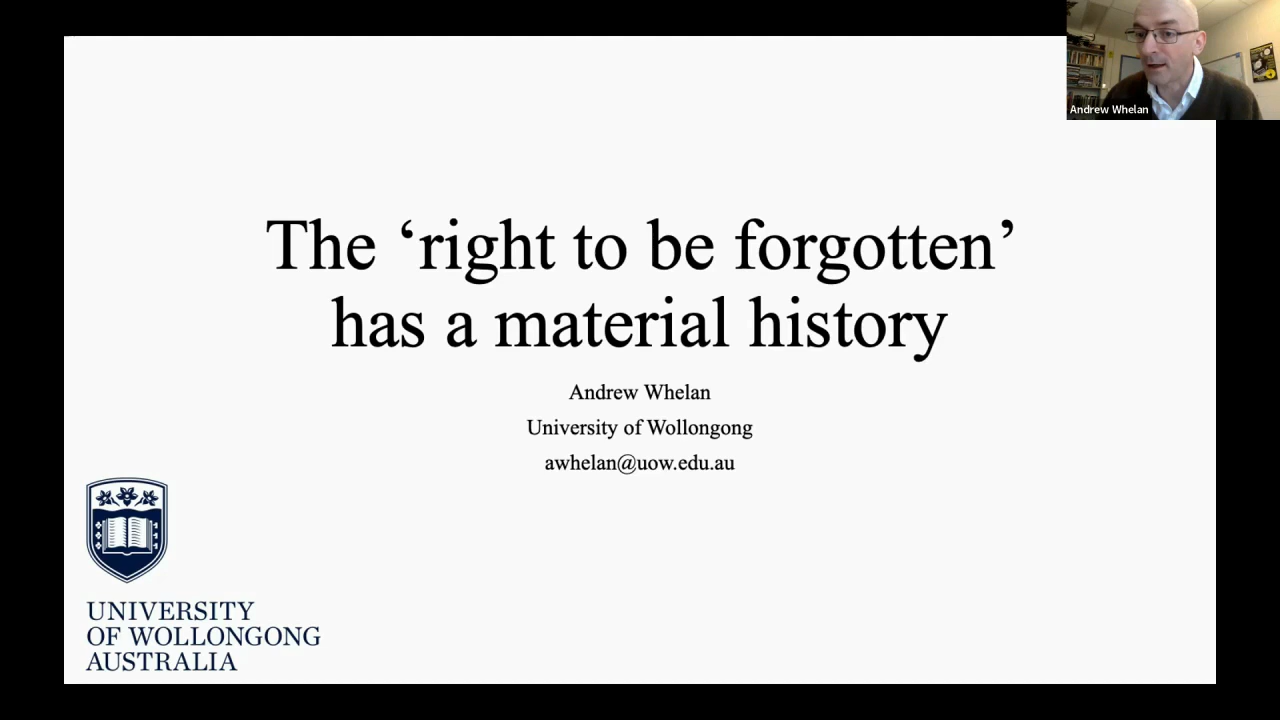 Andrew Whelan
The ‘right to be forgotten’
has a material history
Andrew Whelan
University of Wollongong
awhelan@uow.edu.au
UNIVERSITY
OF WOLLONGONG
AUSTRALIA